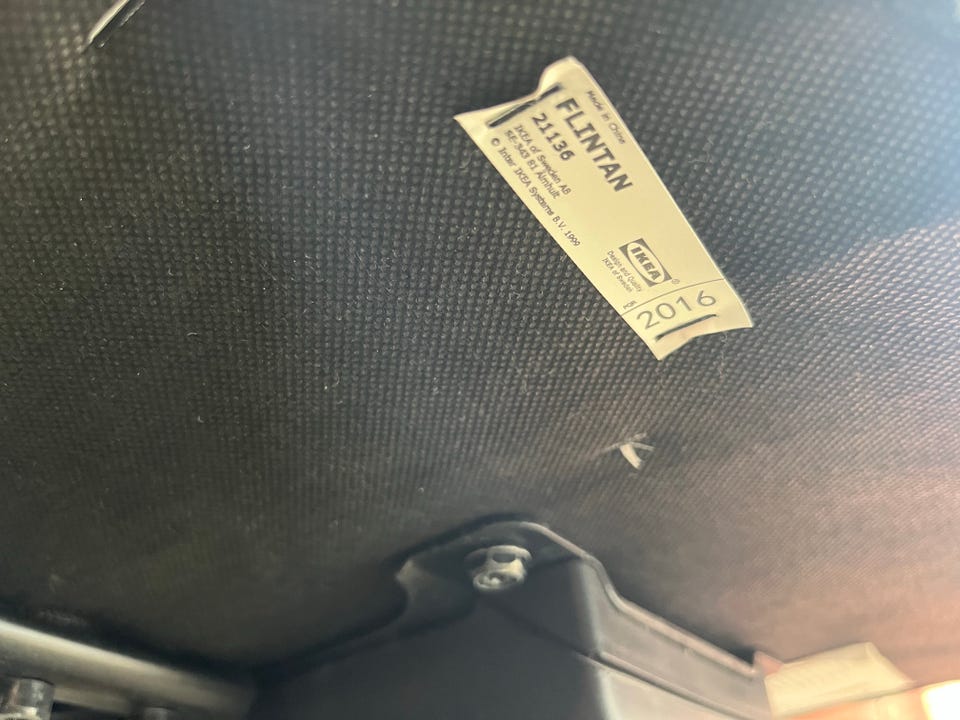 Made in China
FLINTAN
21136
IKEA of Sweden AB
SE-343 81 Älmhult
© Inter IKEA Systems B.V. 1999
IKEA®
Design and Quality
IKEA of Sweden
2016